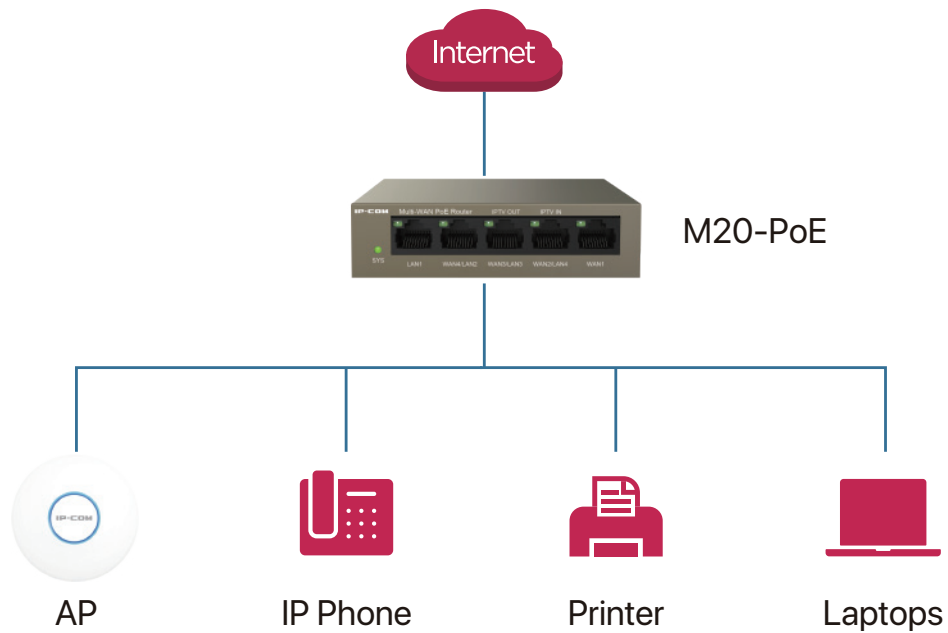 Internet
IP-COM Multi-WAN PoE Router IPTV OUT IPTV IN
SYS LAN1 WAN4/LAN2 WAN3/LAN3 WAN2/LAN4 WAN1
M20-PoE
IP-COM
AP IP Phone Printer Laptops